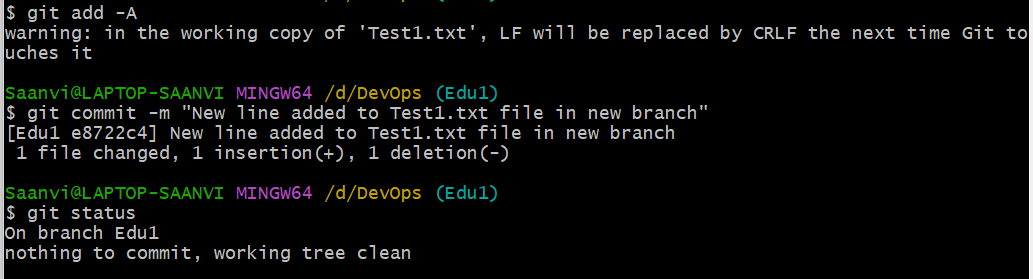 $ git add -A
warning: in the working copy of 'Test1.txt', LF will be replaced by CRLF the next time Git to
uches it
Saanvi@LAPTOP-SAANVI MINGW64 /d/DevOps (Edu1)
$ git commit -m "New line added to Test1.txt file in new branch"
[Edu1 e8722c4] New line added to Test1.txt file in new branch
 1 file changed, 1 insertion(+), 1 deletion(-)
Saanvi@LAPTOP-SAANVI MINGW64 /d/DevOps (Edu1)
$ git status
On branch Edu1
nothing to commit, working tree clean